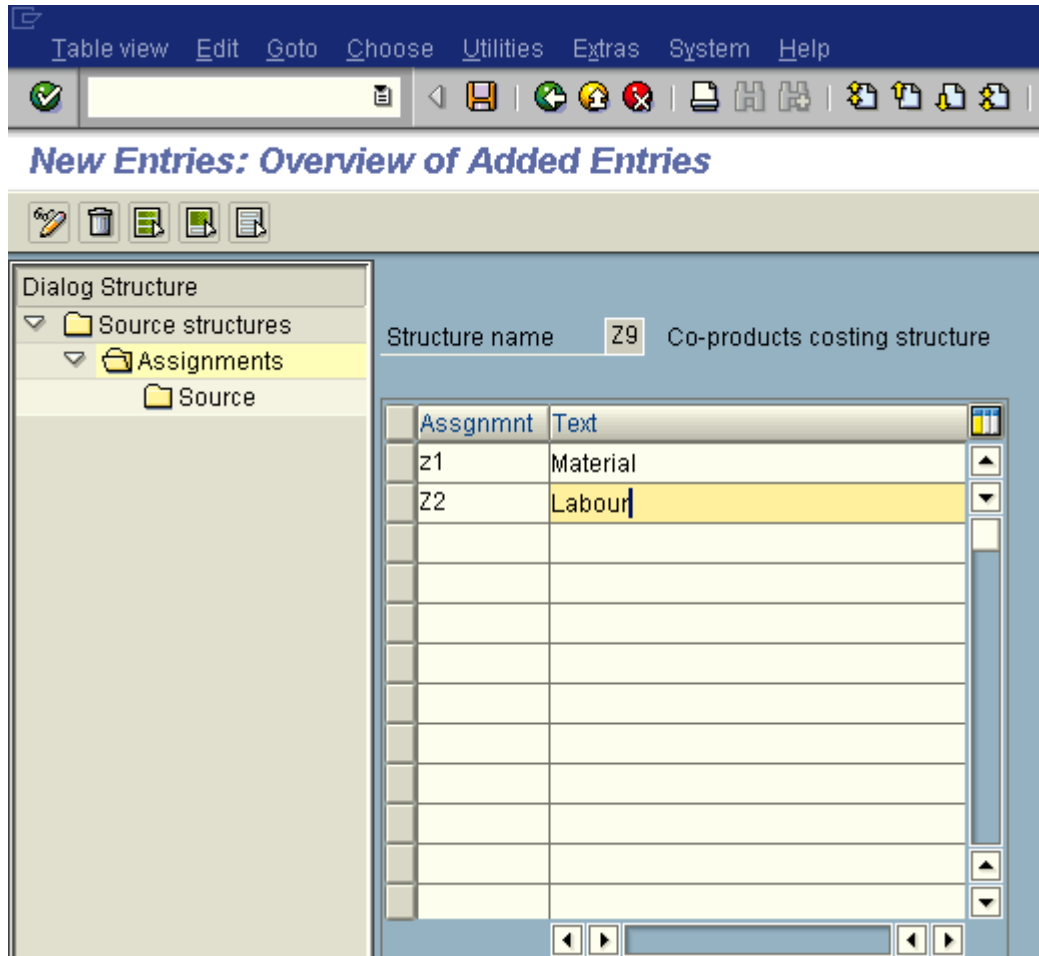 Table view Edit Goto Choose Utilities Extras System Help
New Entries: Overview of Added Entries
Dialog Structure
Source structures
Assignments
Source
Structure name Z9 Co-products costing structure
Assgnmnt Text
z1 Material
Z2 Labour